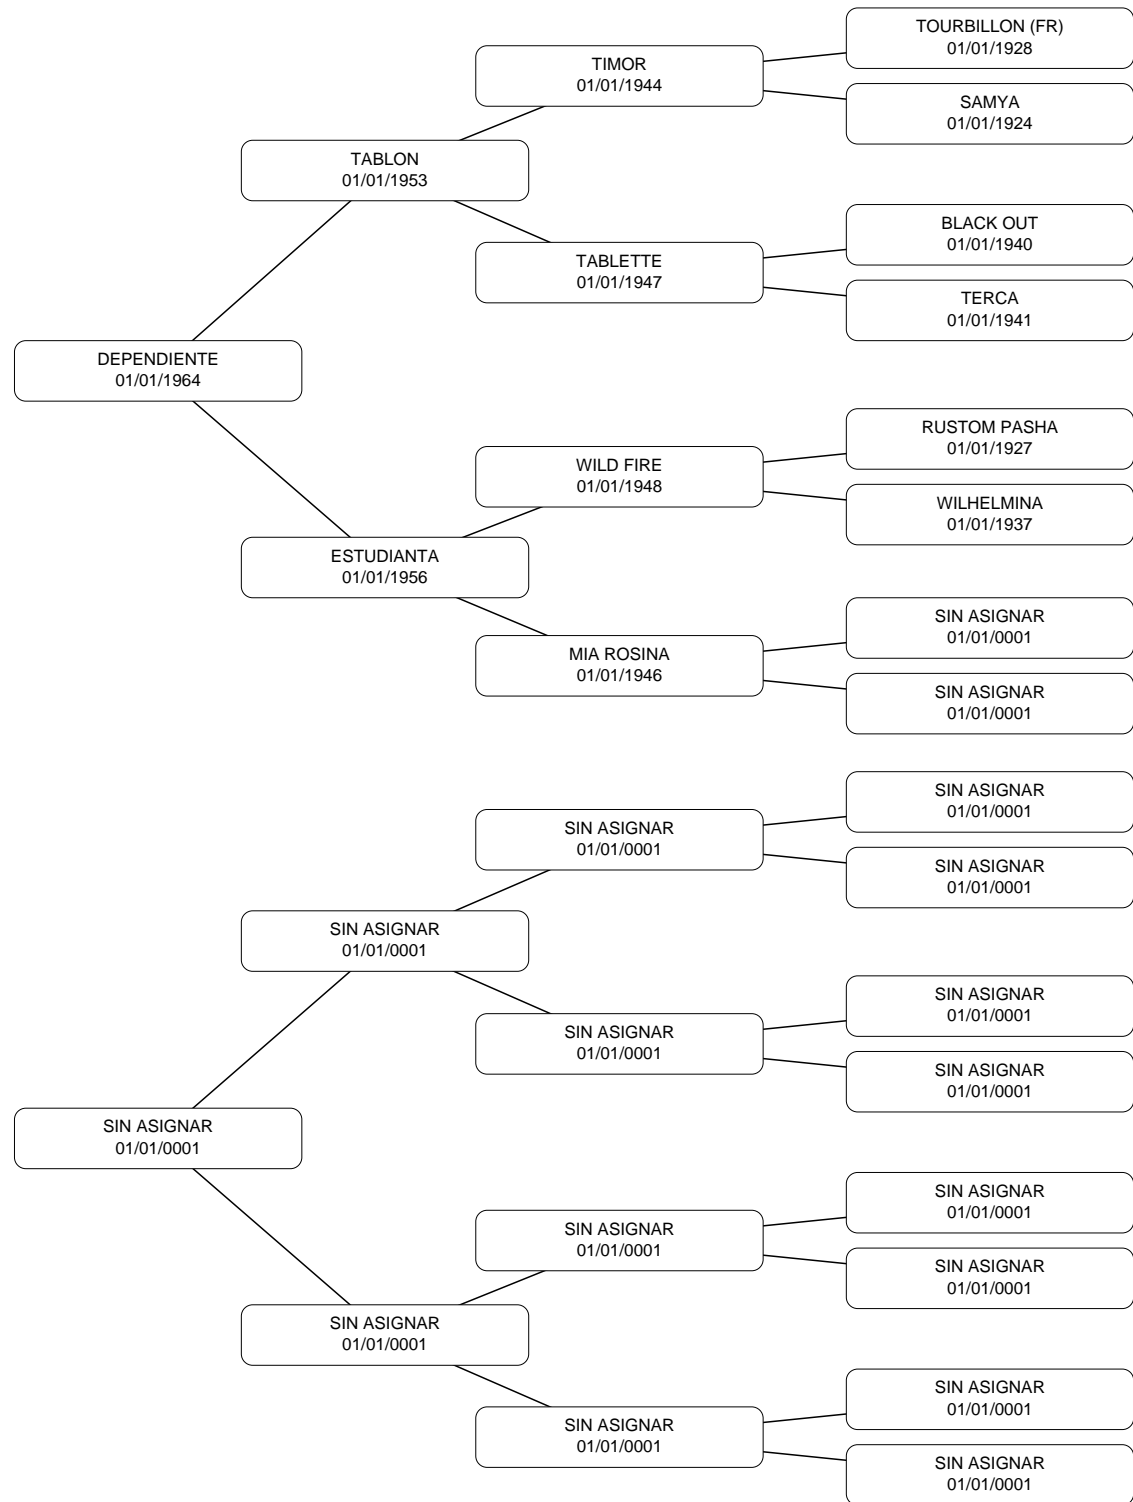 TOURBILLON (FR)
01/01/1928
TIMOR
01/01/1944
SAMYA
01/01/1924
TABLON
01/01/1953
BLACK OUT
01/01/1940
TABLETTE
01/01/1947
TERCA
01/01/1941
DEPENDIENTE
01/01/1964
RUSTOM PASHA
01/01/1927
WILD FIRE
01/01/1948
WILHELMINA
01/01/1937
ESTUDIANTA
01/01/1956
SIN ASIGNAR
01/01/0001
MIA ROSINA
01/01/1946
SIN ASIGNAR
01/01/0001
SIN ASIGNAR
01/01/0001
SIN ASIGNAR
01/01/0001
SIN ASIGNAR
01/01/0001
SIN ASIGNAR
01/01/0001
SIN ASIGNAR
01/01/0001
SIN ASIGNAR
01/01/0001
SIN ASIGNAR
01/01/0001
SIN ASIGNAR
01/01/0001
SIN ASIGNAR
01/01/0001
SIN ASIGNAR
01/01/0001
SIN ASIGNAR
01/01/0001
SIN ASIGNAR
01/01/0001
SIN ASIGNAR
01/01/0001
SIN ASIGNAR
01/01/0001
SIN ASIGNAR
01/01/0001